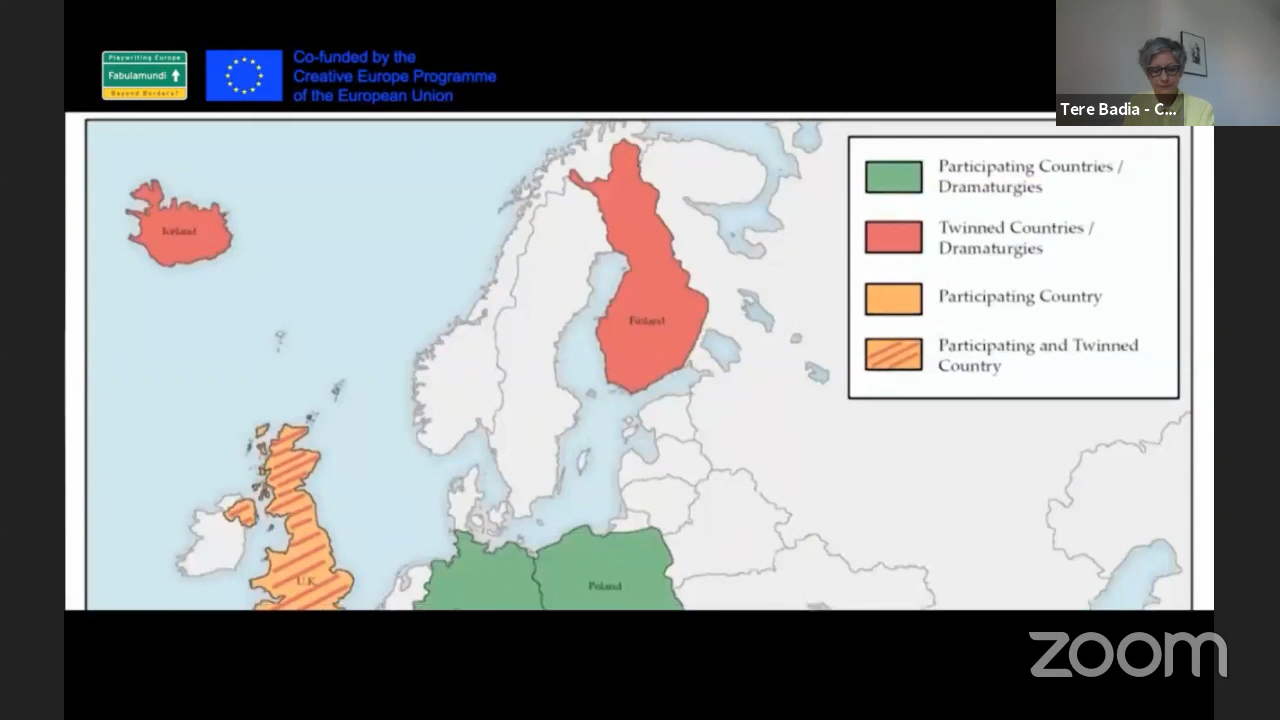 Playwriting Europe
Fabulamundi
Beyond Borders?
Co-funded by the
Creative Europe Programme
of the European Union
Tere Badia - C...
Participating Countries /
Dramaturgies
Twinned Countries /
Dramaturgies
Participating Country
Participating and Twinned
Country
Iceland
Finland
U.K
Poland
zoom